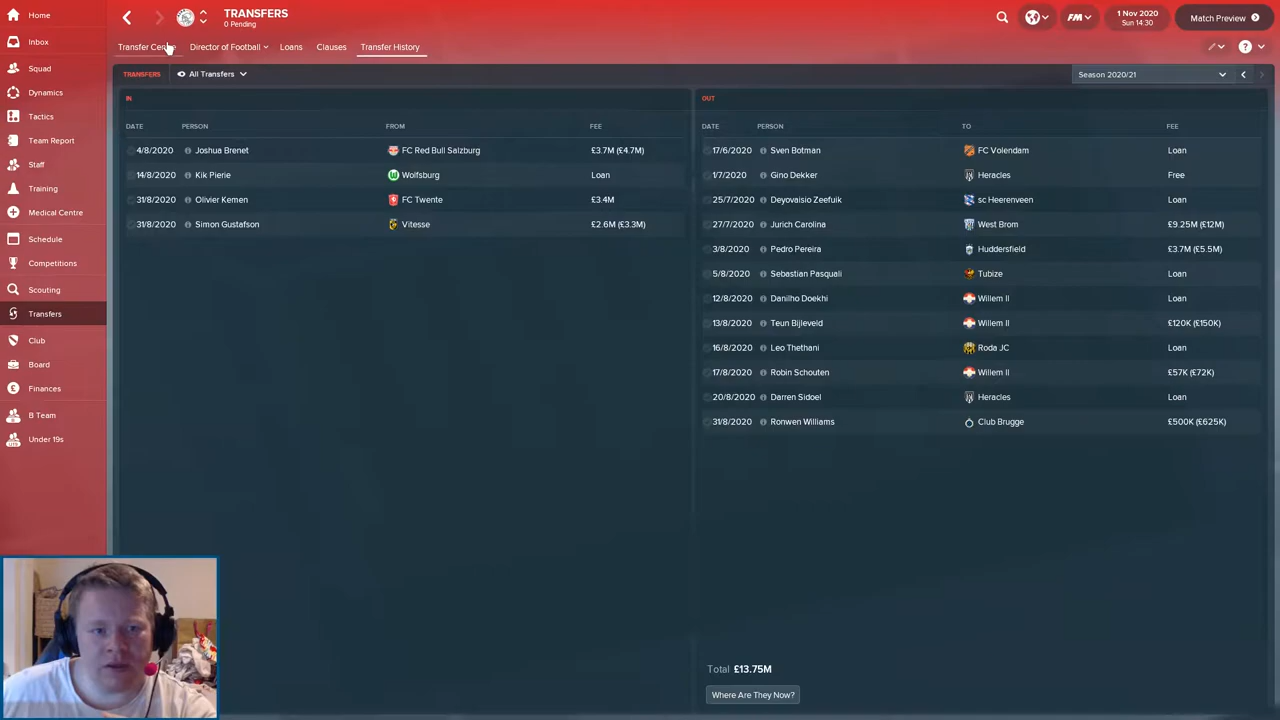 Home
TRANSFERS
0 Pending
1 Nov 2020
Sun 14:30
FM
Match Preview
Inbox
Squad
Dynamics
Tactics
Team Report
Staff
Training
Medical Centre
Schedule
Competitions
Scouting
Transfers
Club
Board
Finances
B Team
Under 19s
Transfer Centre
Director of Football
Loans
Clauses
Transfer History
TRANSFERS
All Transfers
Season 2020/21
IN
DATE PERSON FROM FEE
4/8/2020 Joshua Brenet FC Red Bull Salzburg £3.7M (£4.7M)
14/8/2020 Kik Pierie Wolfsburg Loan
31/8/2020 Olivier Kemen FC Twente £3.4M
31/8/2020 Simon Gustafson Vitesse £2.6M (£3.3M)
OUT
DATE PERSON TO FEE
17/6/2020 Sven Botman FC Volendam Loan
1/7/2020 Gino Dekker Heracles Free
25/7/2020 Deyovaisio Zeefuik sc Heerenveen Loan
27/7/2020 Jurich Carolina West Brom £9.25M (£12M)
3/8/2020 Pedro Pereira Huddersfield £3.7M (£5.5M)
5/8/2020 Sebastian Pasquali Tubize Loan
12/8/2020 Danilho Doekhi Willem II Loan
13/8/2020 Teun Bijleveld Willem II £120K (£150K)
16/8/2020 Leo Thethani Roda JC Loan
17/8/2020 Robin Schouten Willem II £57K (£72K)
20/8/2020 Darren Sidoel Heracles Loan
31/8/2020 Ronwen Williams Club Brugge £500K (£625K)
Total £13.75M
Where Are They Now?